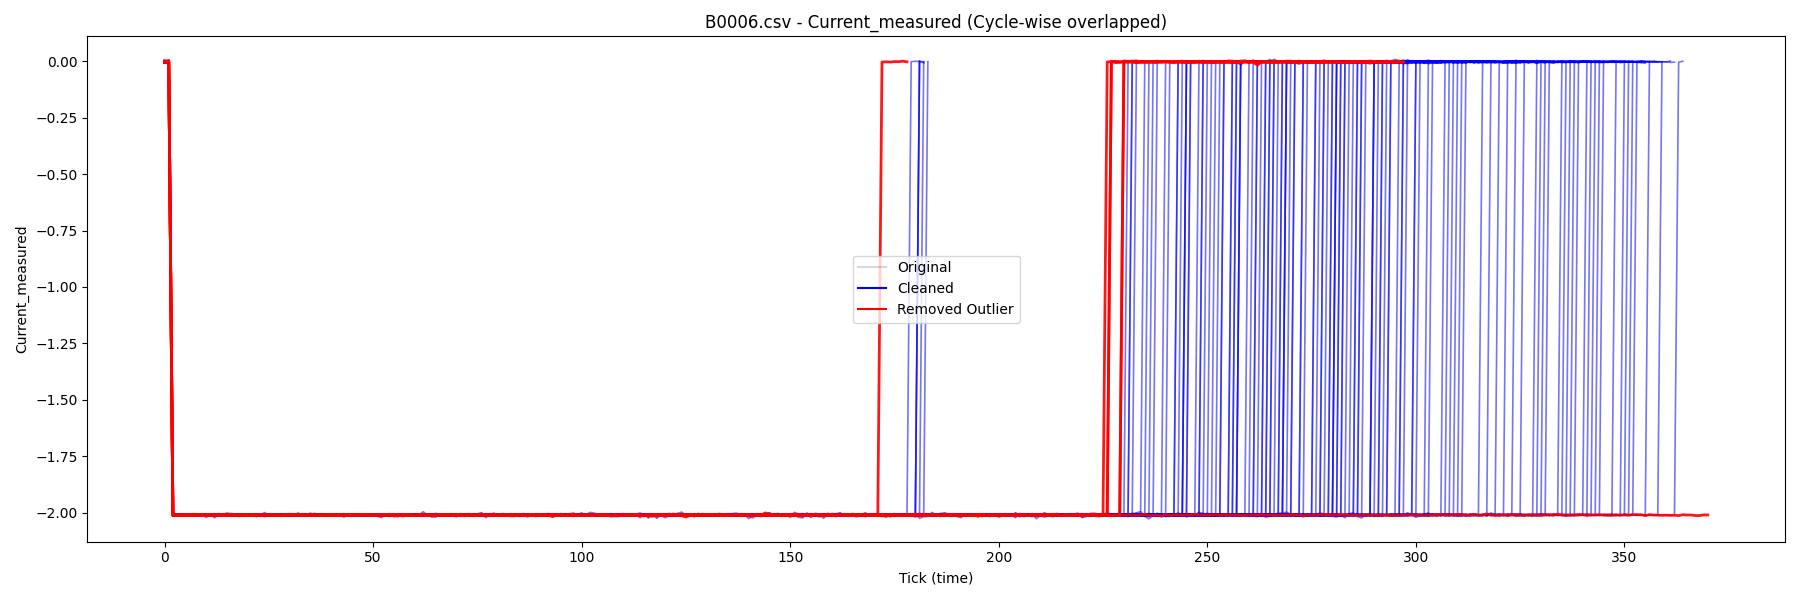 B0006.csv - Current_measured (Cycle-wise overlapped)
Current_measured
0.00
−0.25
−0.50
−0.75
−1.00
−1.25
−1.50
−1.75
−2.00
Original
Cleaned
Removed Outlier
0 50 100 150 200 250 300 350
Tick (time)